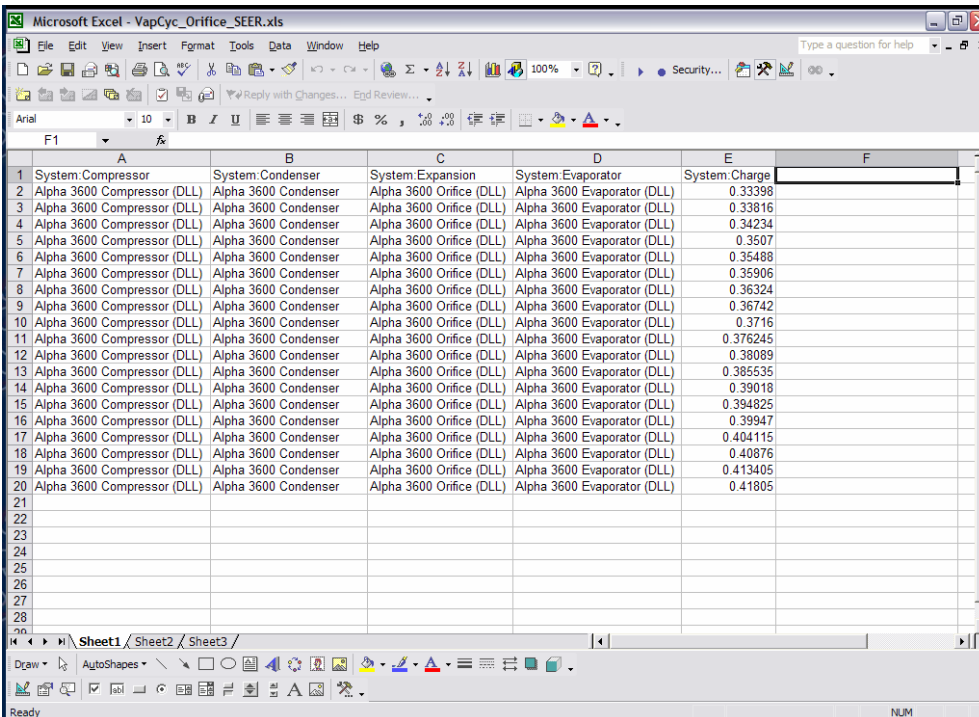 Microsoft Excel - VapCyc_Orifice_SEER.xls
File Edit View Insert Format Tools Data Window Help Type a question for help
100% Security...
Reply with Changes... End Review...
Arial 10 B I U $ % ,
F1 fx
A B C D E F
1 System:Compressor System:Condenser System:Expansion System:Evaporator System:Charge
2 Alpha 3600 Compressor (DLL) Alpha 3600 Condenser Alpha 3600 Orifice (DLL) Alpha 3600 Evaporator (DLL) 0.33398
3 Alpha 3600 Compressor (DLL) Alpha 3600 Condenser Alpha 3600 Orifice (DLL) Alpha 3600 Evaporator (DLL) 0.33816
4 Alpha 3600 Compressor (DLL) Alpha 3600 Condenser Alpha 3600 Orifice (DLL) Alpha 3600 Evaporator (DLL) 0.34234
5 Alpha 3600 Compressor (DLL) Alpha 3600 Condenser Alpha 3600 Orifice (DLL) Alpha 3600 Evaporator (DLL) 0.3507
6 Alpha 3600 Compressor (DLL) Alpha 3600 Condenser Alpha 3600 Orifice (DLL) Alpha 3600 Evaporator (DLL) 0.35488
7 Alpha 3600 Compressor (DLL) Alpha 3600 Condenser Alpha 3600 Orifice (DLL) Alpha 3600 Evaporator (DLL) 0.35906
8 Alpha 3600 Compressor (DLL) Alpha 3600 Condenser Alpha 3600 Orifice (DLL) Alpha 3600 Evaporator (DLL) 0.36324
9 Alpha 3600 Compressor (DLL) Alpha 3600 Condenser Alpha 3600 Orifice (DLL) Alpha 3600 Evaporator (DLL) 0.36742
10 Alpha 3600 Compressor (DLL) Alpha 3600 Condenser Alpha 3600 Orifice (DLL) Alpha 3600 Evaporator (DLL) 0.3716
11 Alpha 3600 Compressor (DLL) Alpha 3600 Condenser Alpha 3600 Orifice (DLL) Alpha 3600 Evaporator (DLL) 0.376245
12 Alpha 3600 Compressor (DLL) Alpha 3600 Condenser Alpha 3600 Orifice (DLL) Alpha 3600 Evaporator (DLL) 0.38089
13 Alpha 3600 Compressor (DLL) Alpha 3600 Condenser Alpha 3600 Orifice (DLL) Alpha 3600 Evaporator (DLL) 0.385535
14 Alpha 3600 Compressor (DLL) Alpha 3600 Condenser Alpha 3600 Orifice (DLL) Alpha 3600 Evaporator (DLL) 0.39018
15 Alpha 3600 Compressor (DLL) Alpha 3600 Condenser Alpha 3600 Orifice (DLL) Alpha 3600 Evaporator (DLL) 0.394825
16 Alpha 3600 Compressor (DLL) Alpha 3600 Condenser Alpha 3600 Orifice (DLL) Alpha 3600 Evaporator (DLL) 0.39947
17 Alpha 3600 Compressor (DLL) Alpha 3600 Condenser Alpha 3600 Orifice (DLL) Alpha 3600 Evaporator (DLL) 0.404115
18 Alpha 3600 Compressor (DLL) Alpha 3600 Condenser Alpha 3600 Orifice (DLL) Alpha 3600 Evaporator (DLL) 0.40876
19 Alpha 3600 Compressor (DLL) Alpha 3600 Condenser Alpha 3600 Orifice (DLL) Alpha 3600 Evaporator (DLL) 0.413405
20 Alpha 3600 Compressor (DLL) Alpha 3600 Condenser Alpha 3600 Orifice (DLL) Alpha 3600 Evaporator (DLL) 0.41805
21
22
23
24
25
26
27
28
Sheet1 Sheet2 Sheet3
Draw AutoShapes
Ready NUM